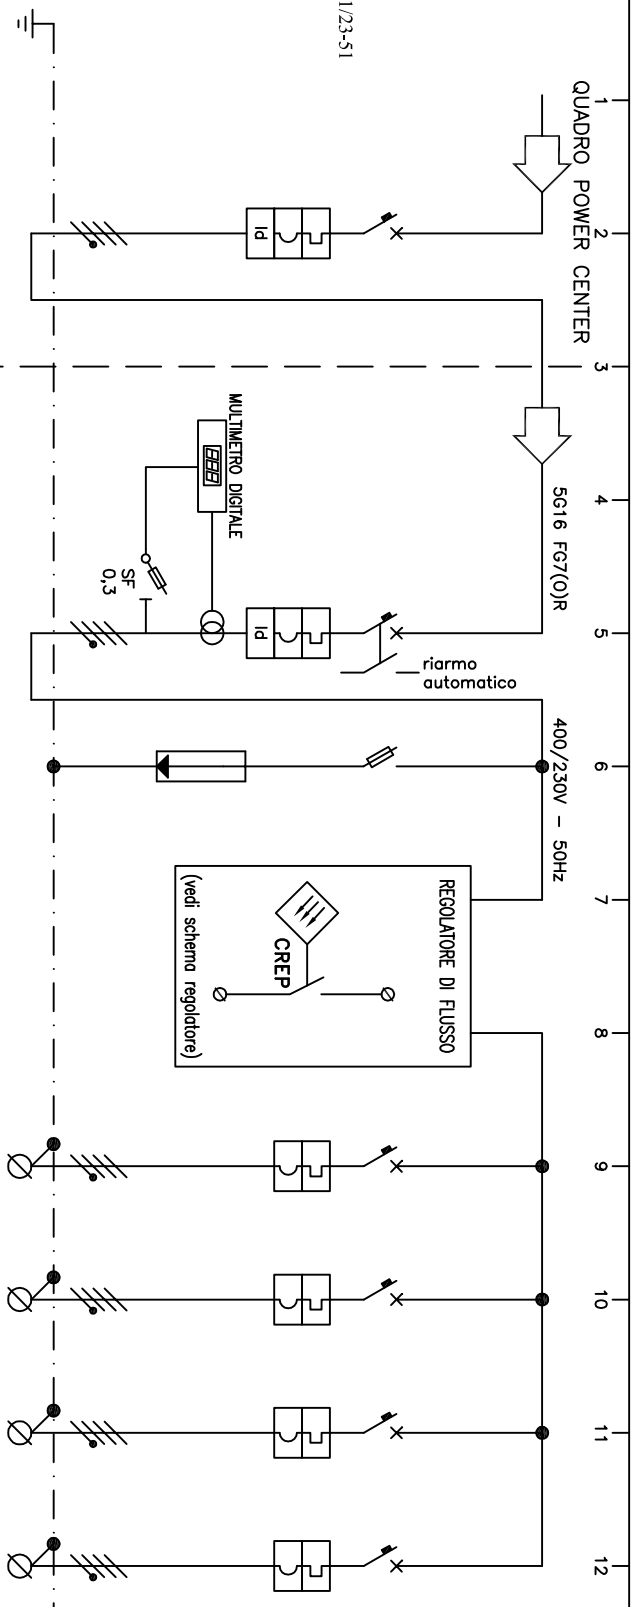 1/23-51
1
2
3
4
5
6
7
8
9
10
11
12
QUADRO POWER CENTER
5G16 FG7(O)R
400/230V - 50Hz
riarmo
automatico
Id
Id
MULTIMETRO DIGITALE
888
SF
0,3
REGOLATORE DI FLUSSO
CREP
(vedi schema regolatore)